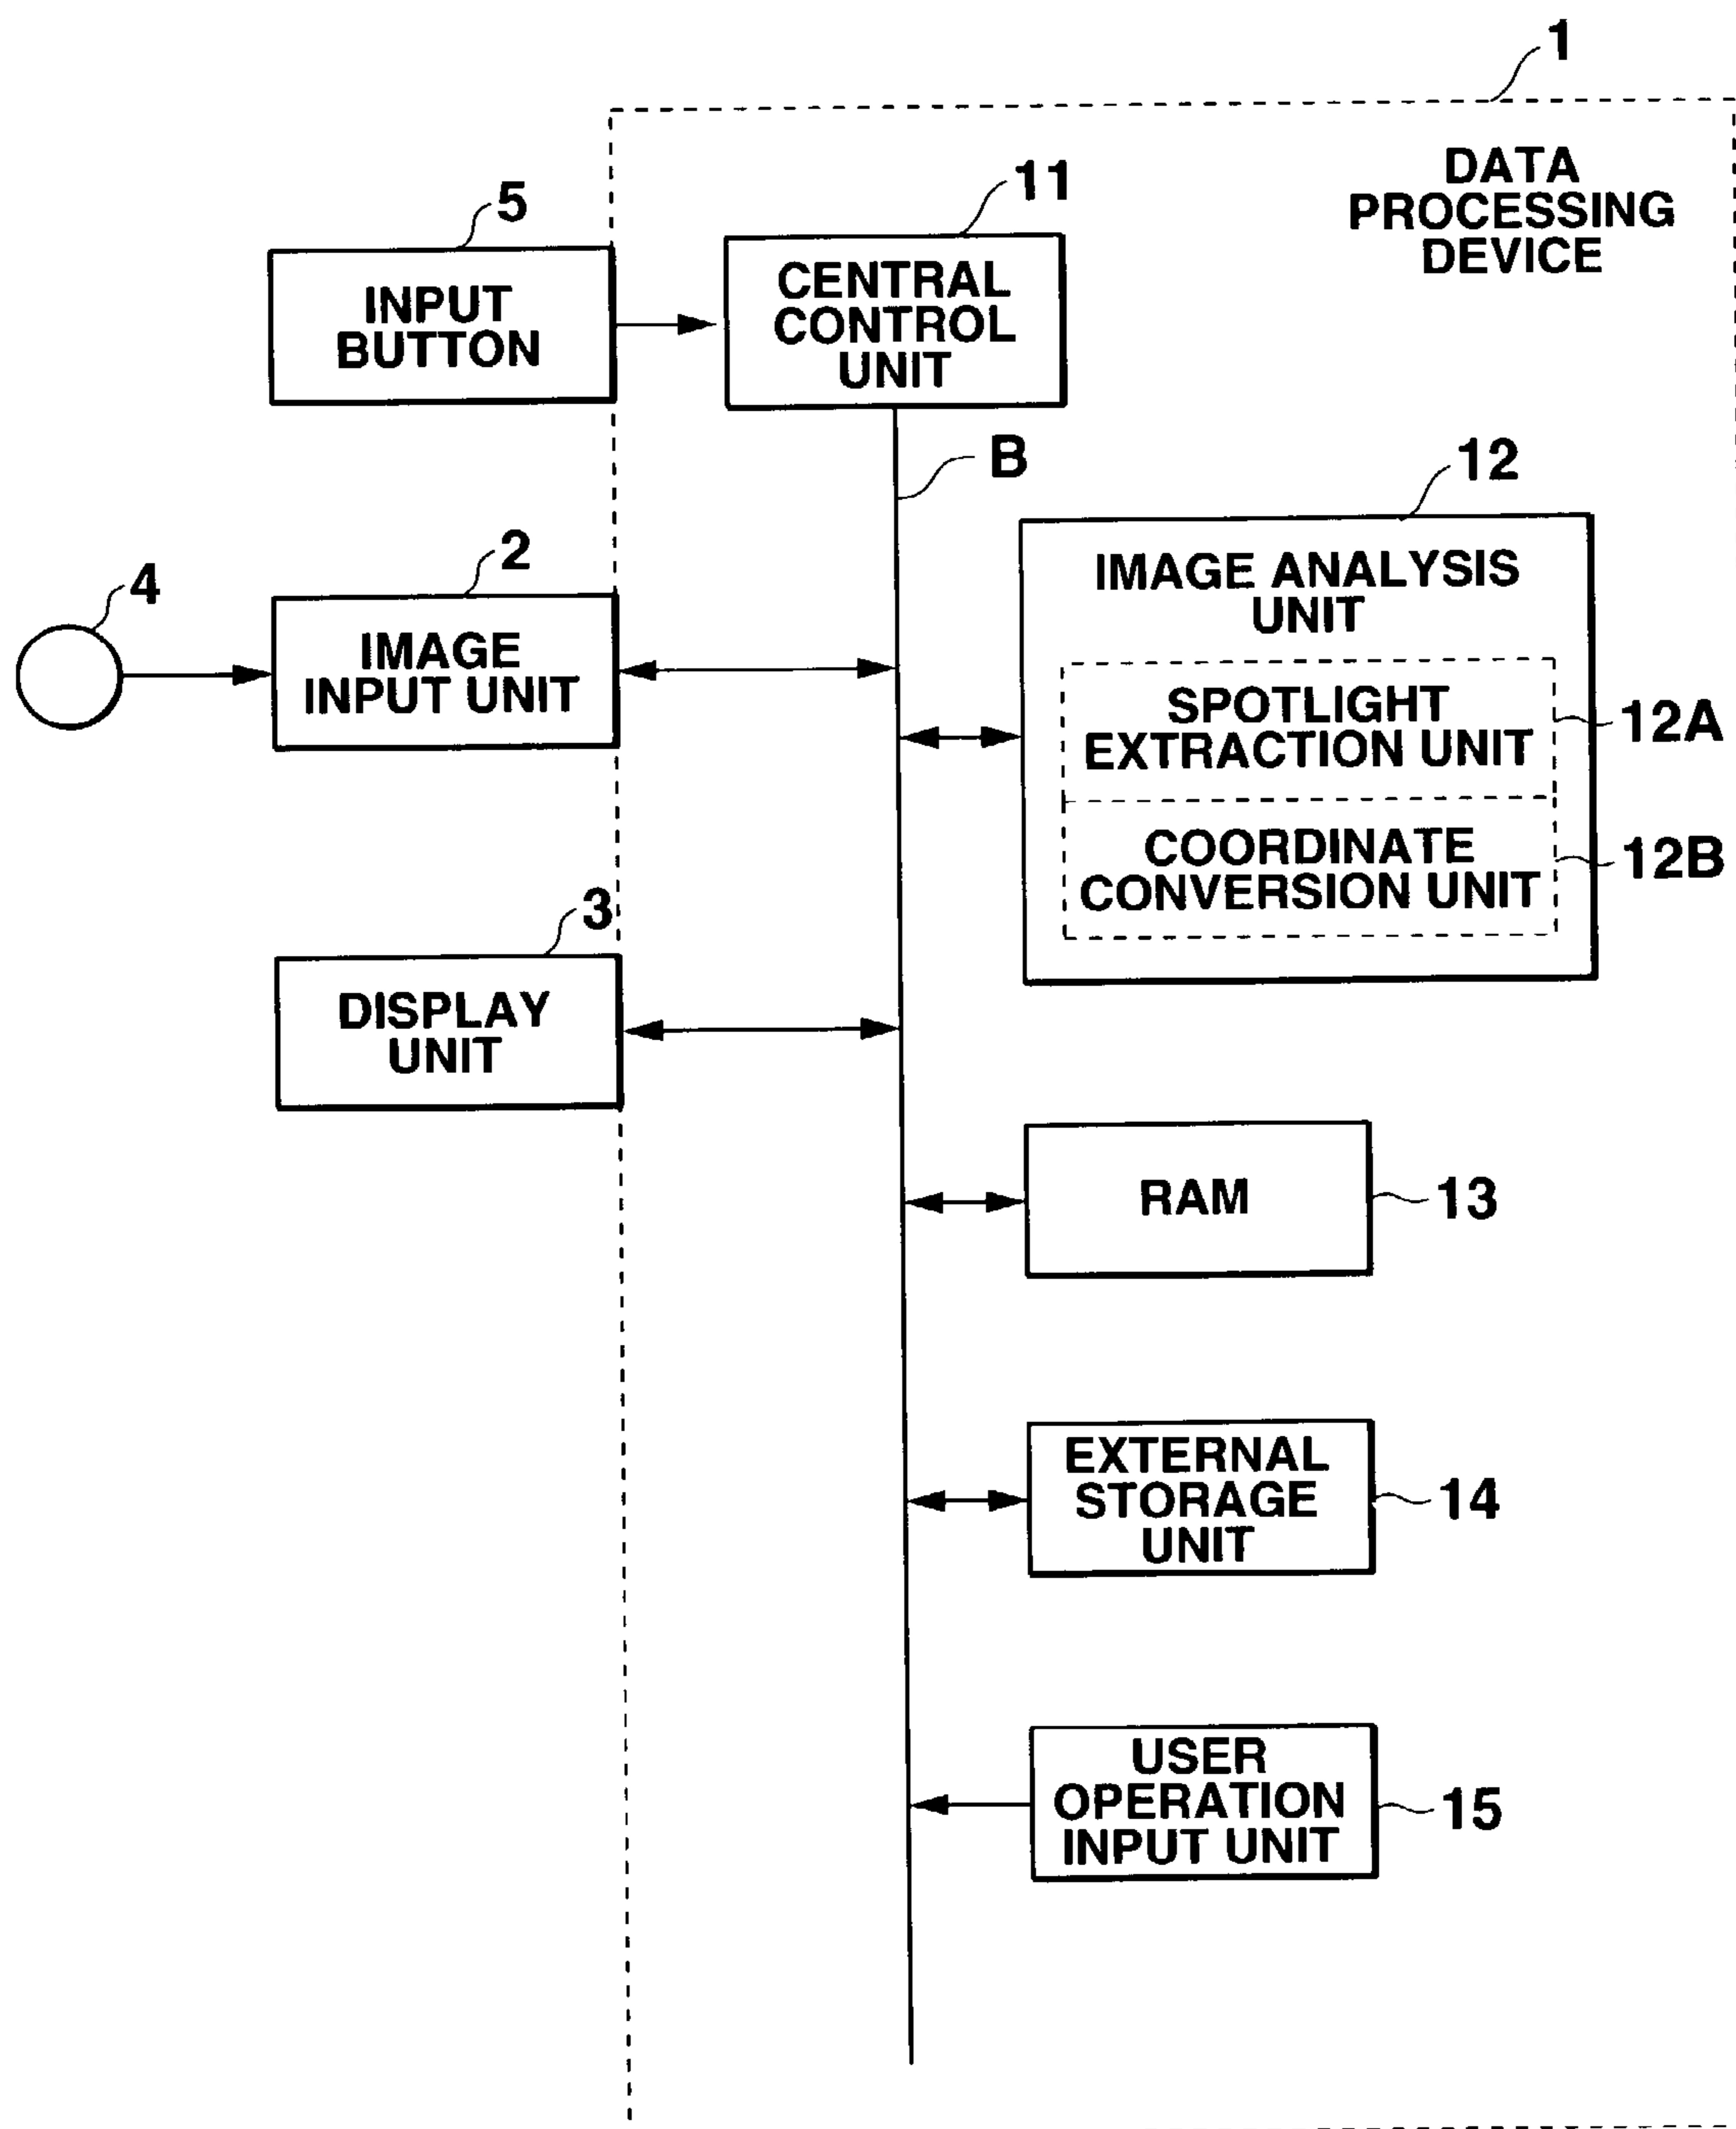 1
DATA
PROCESSING
DEVICE
5
INPUT
BUTTON
11
CENTRAL
CONTROL
UNIT
B
4
2
IMAGE
INPUT UNIT
12
IMAGE ANALYSIS
UNIT
SPOTLIGHT
EXTRACTION UNIT
12A
COORDINATE
CONVERSION UNIT
12B
3
DISPLAY
UNIT
RAM
13
EXTERNAL
STORAGE
UNIT
14
USER
OPERATION
INPUT UNIT
15